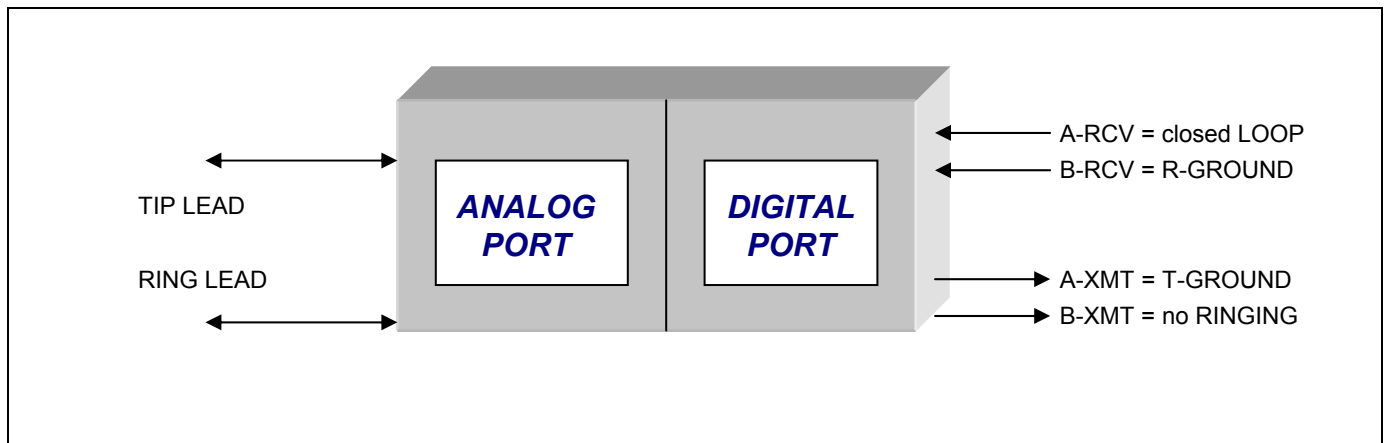 TIP LEAD
RING LEAD
ANALOG
PORT
DIGITAL
PORT
A-RCV = closed LOOP
B-RCV = R-GROUND
A-XMT = T-GROUND
B-XMT = no RINGING